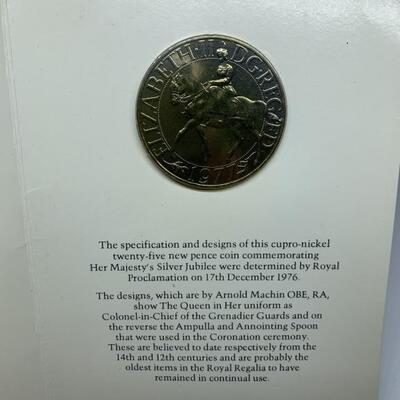 ELIZABETH·II DG·REG·FD
1977
The specification and designs of this cupro-nickel
twenty-five new pence coin commemorating
Her Majesty's Silver Jubilee were determined by Royal
Proclamation on 17th December 1976.
The designs, which are by Arnold Machin OBE, RA,
show The Queen in Her uniform as
Colonel-in-Chief of the Grenadier Guards and on
the reverse the Ampulla and Annointing Spoon
that were used in the Coronation ceremony.
These are believed to date respectively from the
14th and 12th centuries and are probably the
oldest items in the Royal Regalia to have
remained in continual use.